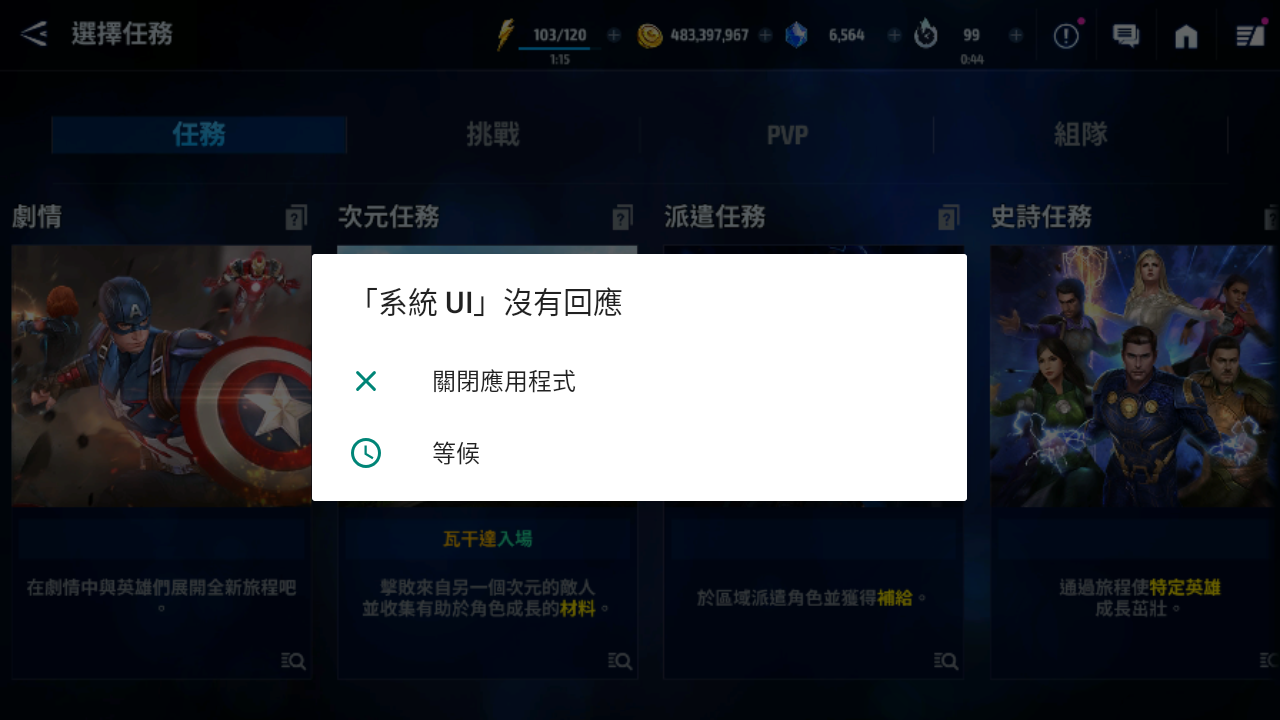 選擇任務
103/120
1:15
483,397,967
6,564
99
0:44
任務
挑戰
PVP
組隊
劇情
次元任務
派遣任務
史詩任務
「系統 UI」沒有回應
關閉應用程式
等候
在劇情中與英雄們展開全新旅程吧
。
瓦干達入場
擊敗來自另一個次元的敵人
並收集有助於角色成長的材料。
於區域派遣角色並獲得補給。
通過旅程使特定英雄
成長茁壯。